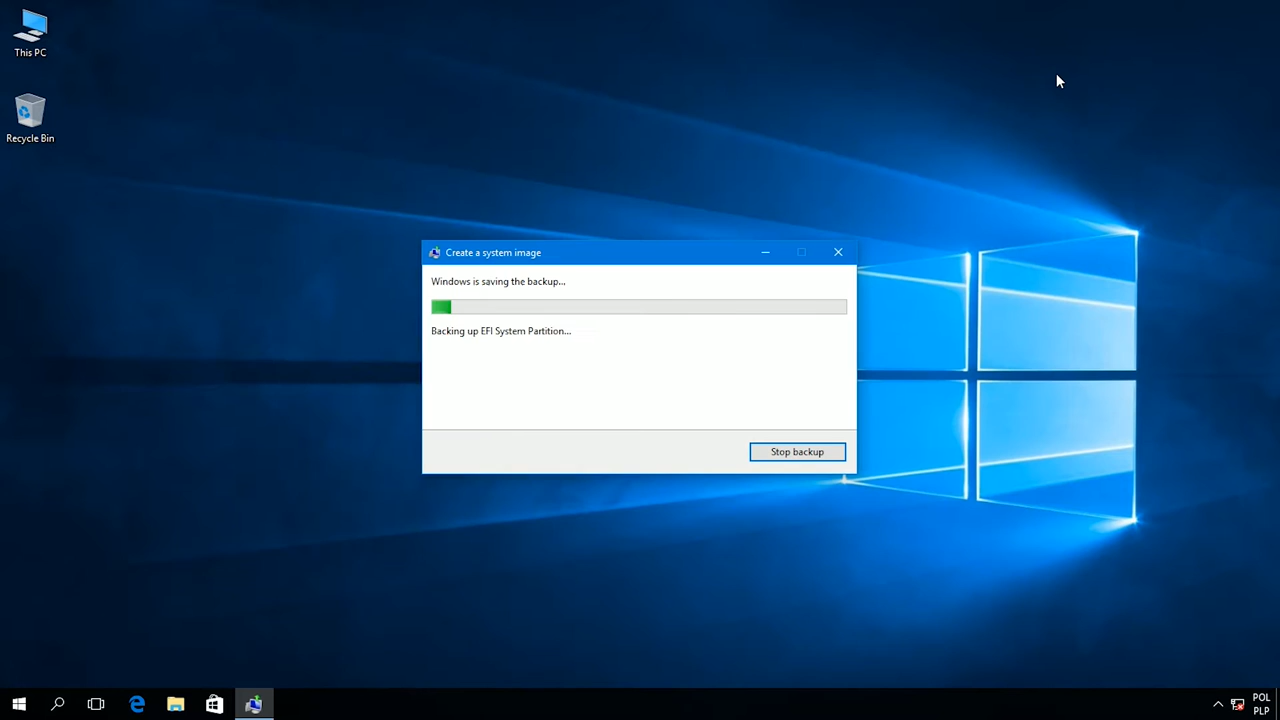 This PC
Recycle Bin
Create a system image
Windows is saving the backup...
Backing up EFI System Partition...
Stop backup
POL
PLP